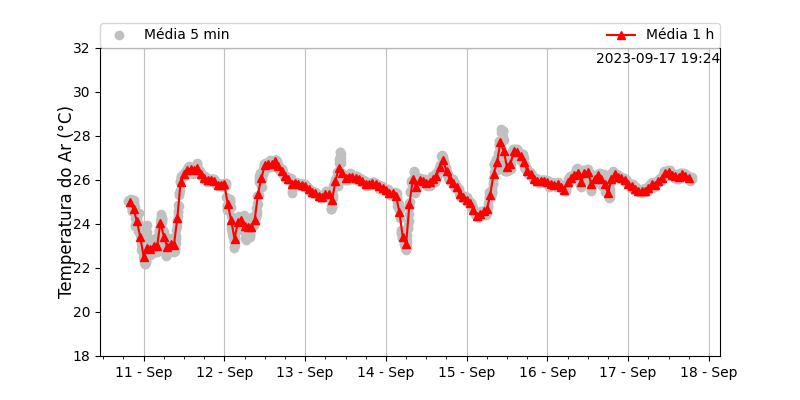 Média 5 min
Média 1 h
2023-09-17 19:24
Temperatura do Ar (°C)
32
30
28
26
24
22
20
18
11 - Sep
12 - Sep
13 - Sep
14 - Sep
15 - Sep
16 - Sep
17 - Sep
18 - Sep